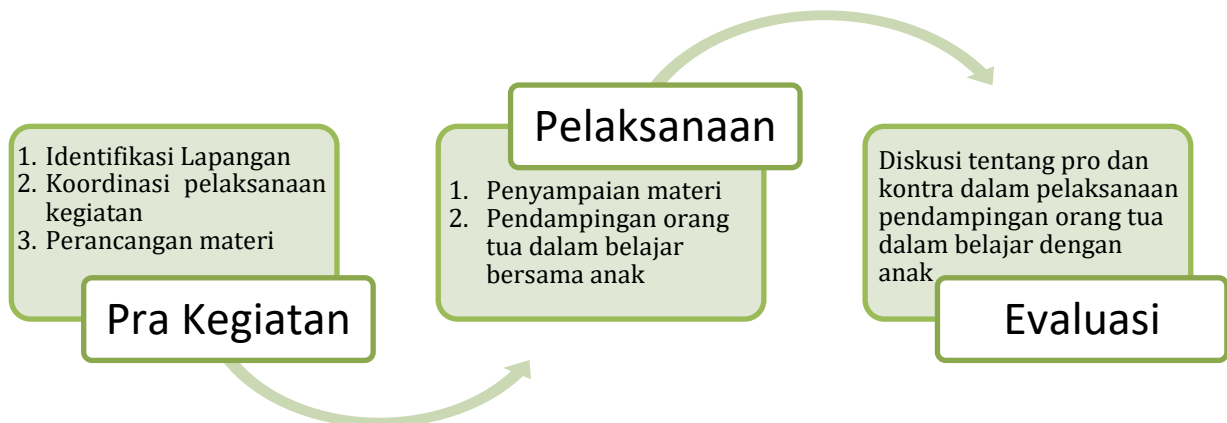 1. Identifikasi Lapangan
2. Koordinasi pelaksanaan
kegiatan
3. Perancangan materi
Pra Kegiatan
Pelaksanaan
1. Penyampaian materi
2. Pendampingan orang
tua dalam belajar
bersama anak
Diskusi tentang pro dan
kontra dalam pelaksanaan
pendampingan orang tua
dalam belajar dengan
anak
Evaluasi